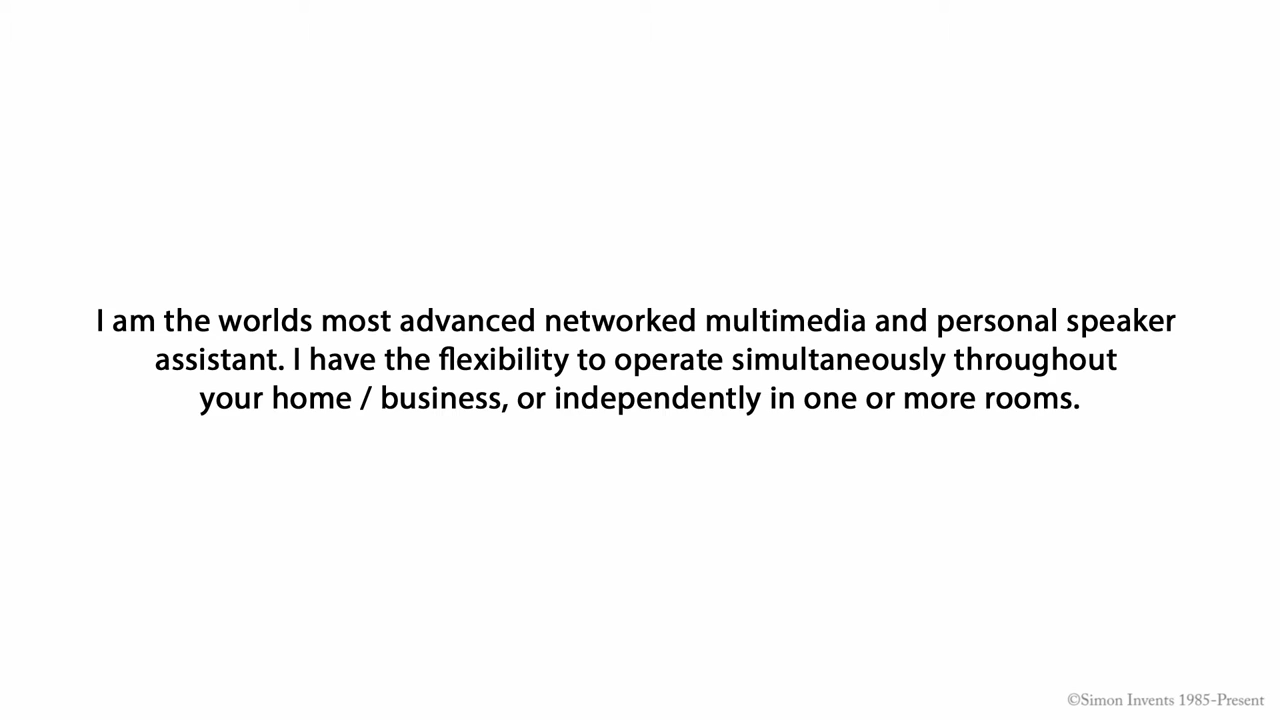 I am the worlds most advanced networked multimedia and personal speaker
assistant. I have the flexibility to operate simultaneously throughout
your home / business, or independently in one or more rooms.
©Simon Invents 1985-Present